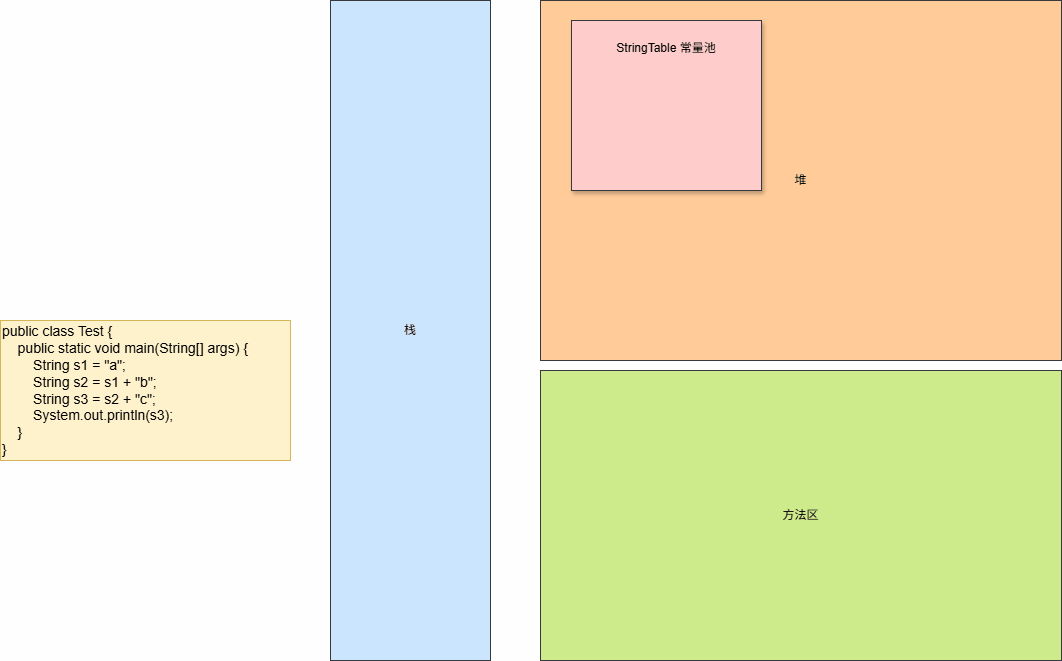 StringTable 常量池
堆
栈
public class Test {
    public static void main(String[] args) {
        String s1 = "a";
        String s2 = s1 + "b";
        String s3 = s2 + "c";
        System.out.println(s3);
    }
}
方法区